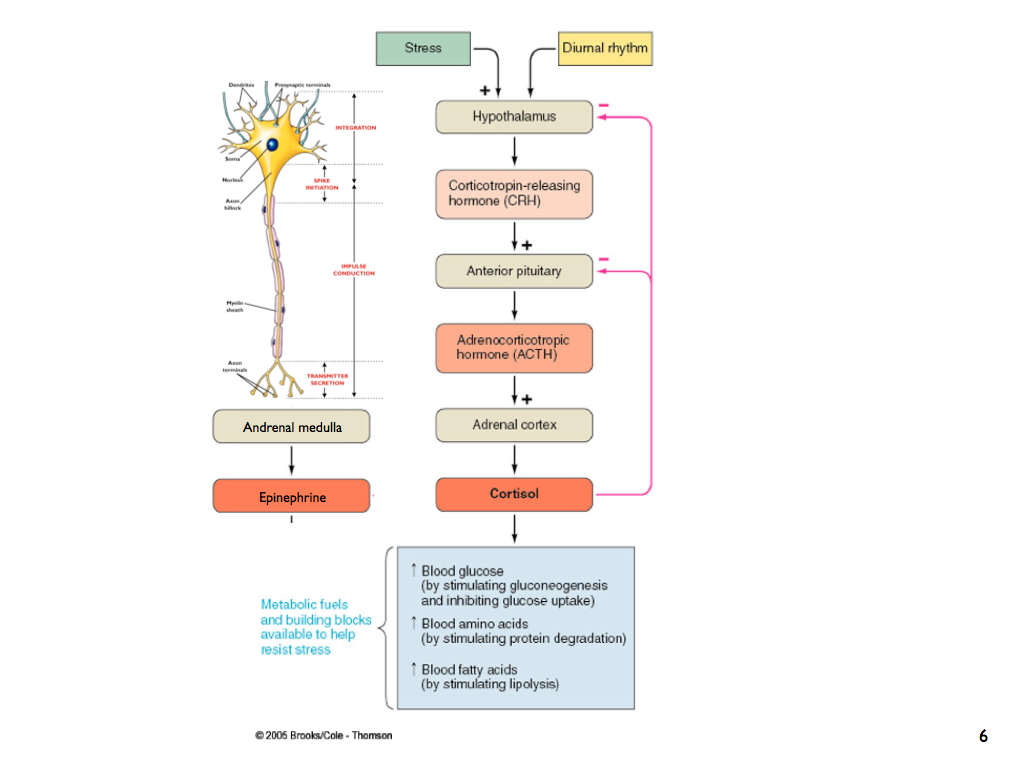 Stress
Diurnal rhythm
+
−
Hypothalamus
Corticotropin-releasing
hormone (CRH)
+
−
Anterior pituitary
Adrenocorticotropic
hormone (ACTH)
+
Adrenal cortex
Cortisol
Dendrites
Presynaptic terminals
INTEGRATION
Soma
Nucleus
SPIKE
INITIATION
Axon
hillock
IMPULSE
CONDUCTION
Myelin
sheath
Axon
terminals
TRANSMITTER
SECRETION
Andrenal medulla
Epinephrine
Metabolic fuels
and building blocks
available to help
resist stress
↑ Blood glucose
(by stimulating gluconeogenesis
and inhibiting glucose uptake)
↑ Blood amino acids
(by stimulating protein degradation)
↑ Blood fatty acids
(by stimulating lipolysis)
© 2005 Brooks/Cole - Thomson
6